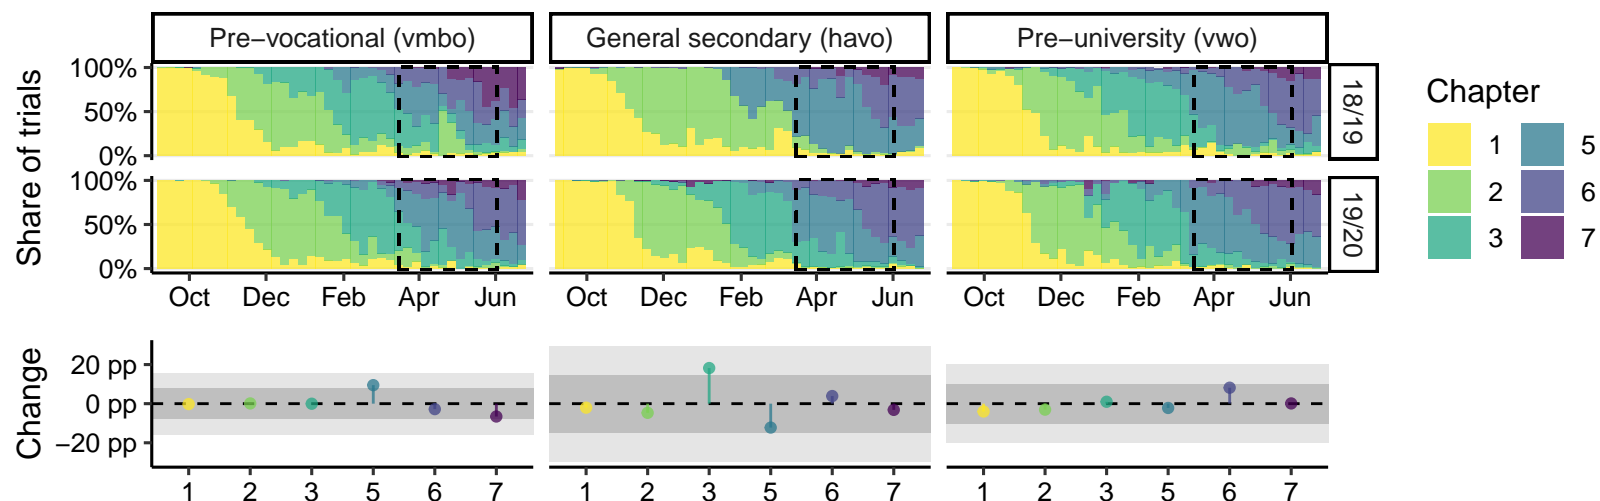 Pre−vocational (vmbo)
General secondary (havo)
Pre−university (vwo)
Share of trials
100%
50%
0%
18/19
100%
50%
0%
19/20
Oct Dec Feb Apr Jun
Oct Dec Feb Apr Jun
Oct Dec Feb Apr Jun
Chapter
1 5
2 6
3 7
Change
20 pp
0 pp
−20 pp
1 2 3 5 6 7
1 2 3 5 6 7
1 2 3 5 6 7